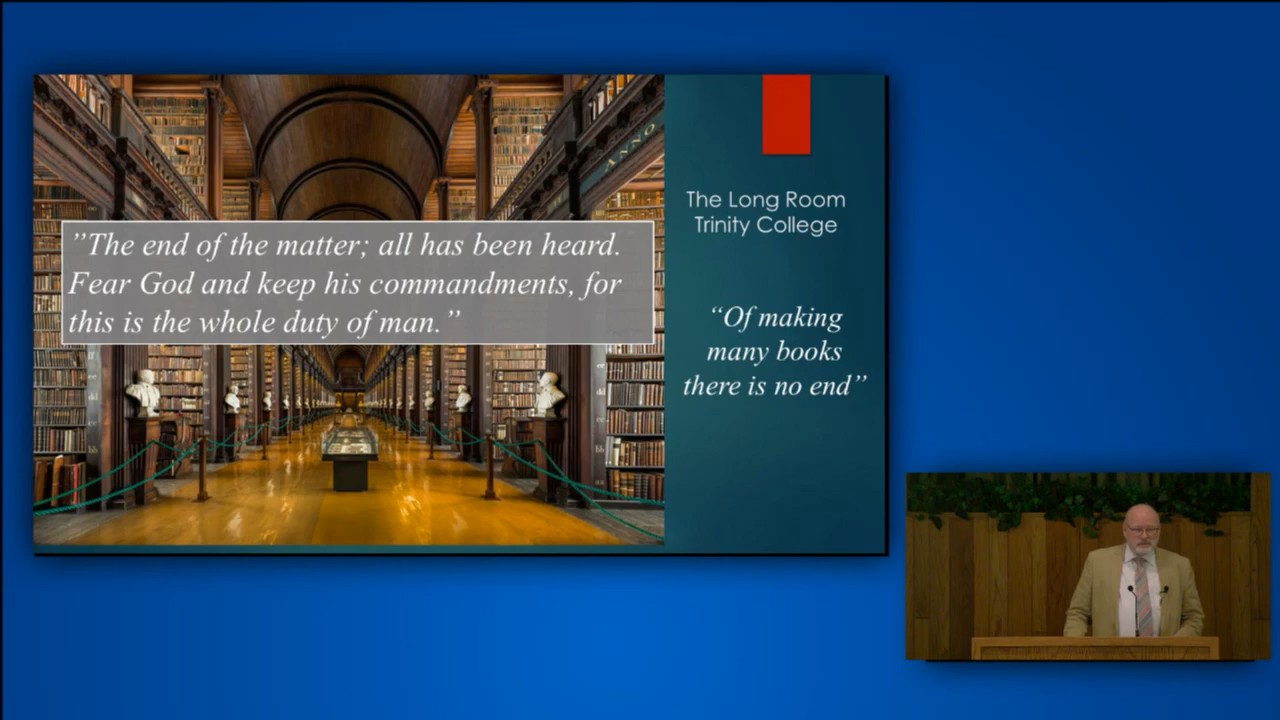 ”The end of the matter; all has been heard.
Fear God and keep his commandments, for
this is the whole duty of man.”
ANNO
The Long Room
Trinity College
“Of making
many books
there is no end”